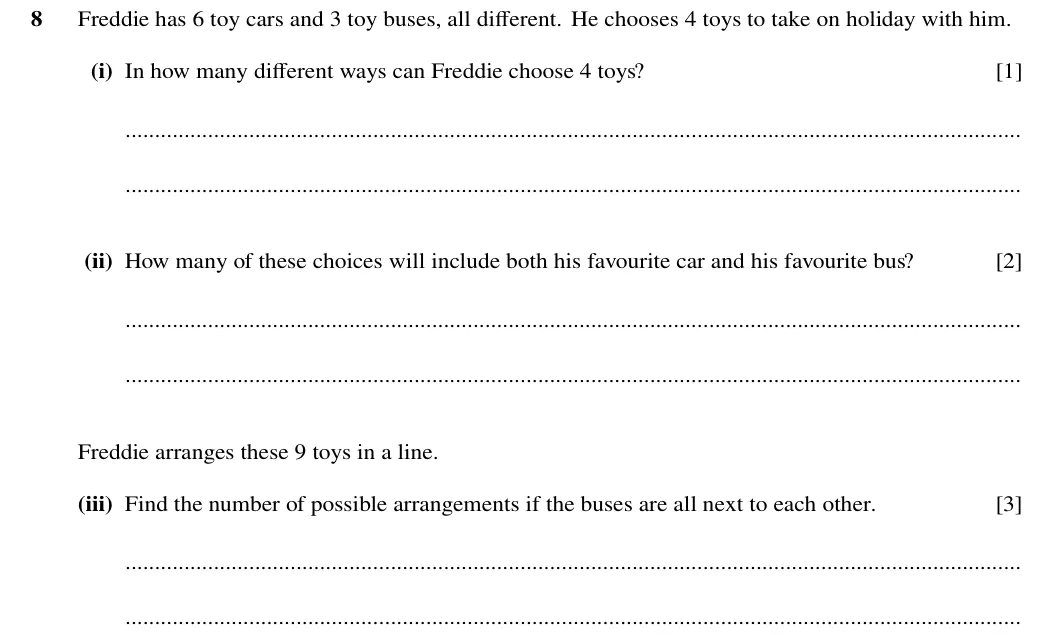 8 Freddie has 6 toy cars and 3 toy buses, all different. He chooses 4 toys to take on holiday with him.
(i) In how many different ways can Freddie choose 4 toys? [1]
(ii) How many of these choices will include both his favourite car and his favourite bus? [2]
Freddie arranges these 9 toys in a line.
(iii) Find the number of possible arrangements if the buses are all next to each other. [3]